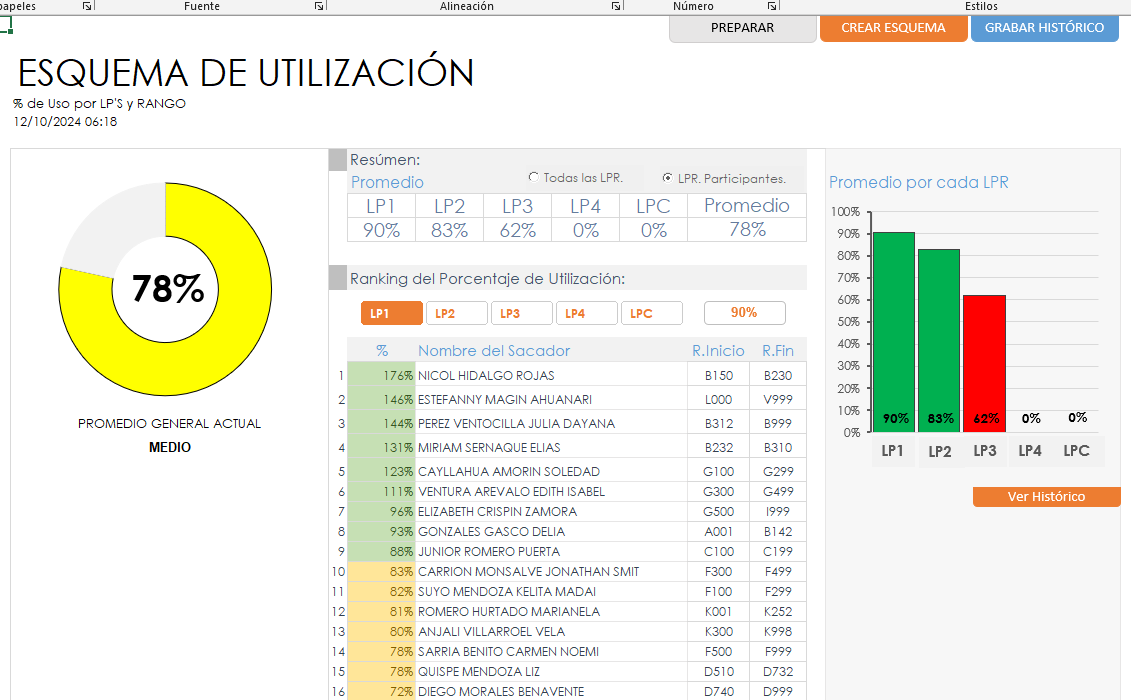 papeles Fuente Alineación Número Estilos
PREPARAR CREAR ESQUEMA GRABAR HISTÓRICO
ESQUEMA DE UTILIZACIÓN
% de Uso por LP'S y RANGO
12/10/2024 06:18
78%
PROMEDIO GENERAL ACTUAL
MEDIO
Resúmen:
Promedio Todas las LPR. LPR. Participantes.
LP1 LP2 LP3 LP4 LPC Promedio
90% 83% 62% 0% 0% 78%
Ranking del Porcentaje de Utilización:
LP1 LP2 LP3 LP4 LPC 90%
% Nombre del Sacador R.Inicio R.Fin
1 176% NICOL HIDALGO ROJAS B150 B230
2 146% ESTEFANNY MAGIN AHUANARI L000 V999
3 144% PEREZ VENTOCILLA JULIA DAYANA B312 B999
4 131% MIRIAM SERNAQUE ELIAS B232 B310
5 123% CAYLLAHUA AMORIN SOLEDAD G100 G299
6 111% VENTURA AREVALO EDITH ISABEL G300 G499
7 96% ELIZABETH CRISPIN ZAMORA G500 I999
8 93% GONZALES GASCO DELIA A001 B142
9 88% JUNIOR ROMERO PUERTA C100 C199
10 83% CARRION MONSALVE JONATHAN SMIT F300 F499
11 82% SUYO MENDOZA KELITA MADAI F100 F299
12 81% ROMERO HURTADO MARIANELA K001 K252
13 80% ANJALI VILLARROEL VELA K300 K998
14 78% SARRIA BENITO CARMEN NOEMI F500 F999
15 78% QUISPE MENDOZA LIZ D510 D732
16 72% DIEGO MORALES BENAVENTE D740 D999
Promedio por cada LPR
100%
90%
80%
70%
60%
50%
40%
30%
20%
10%
0%
90% 83% 62% 0% 0%
LP1 LP2 LP3 LP4 LPC
Ver Histórico